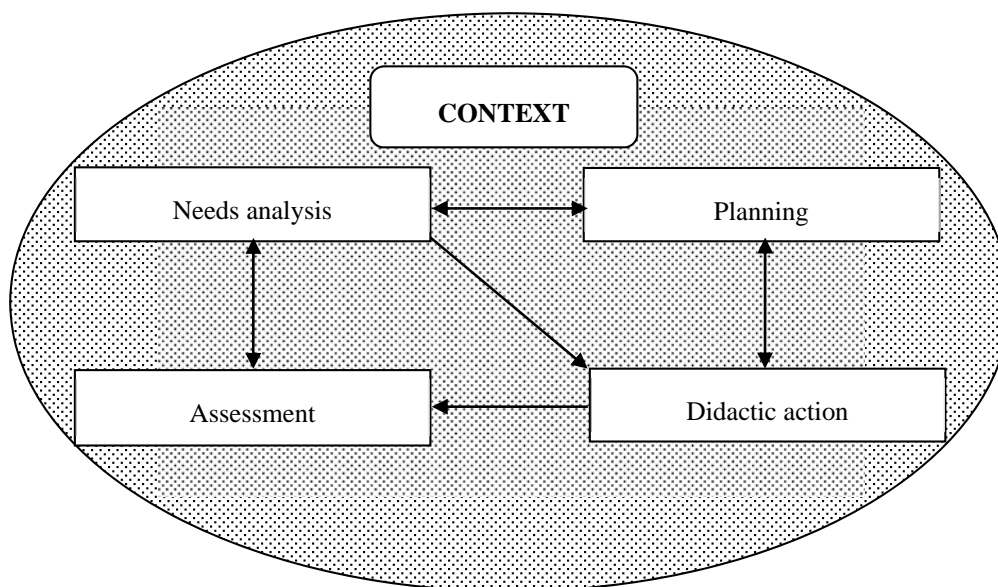 CONTEXT
Needs analysis
Planning
Assessment
Didactic action